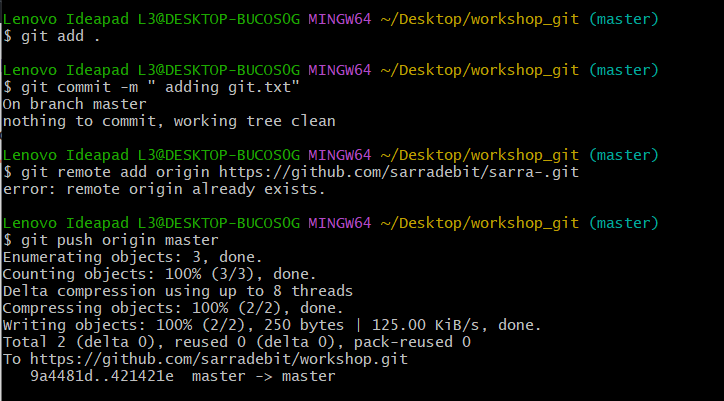 Lenovo Ideapad L3@DESKTOP-BUCOSOG MINGW64 ~/Desktop/workshop_git (master)
$ git add .
Lenovo Ideapad L3@DESKTOP-BUCOSOG MINGW64 ~/Desktop/workshop_git (master)
$ git commit -m " adding git.txt"
On branch master
nothing to commit, working tree clean
Lenovo Ideapad L3@DESKTOP-BUCOSOG MINGW64 ~/Desktop/workshop_git (master)
$ git remote add origin https://github.com/sarradebit/sarra-.git
error: remote origin already exists.
Lenovo Ideapad L3@DESKTOP-BUCOSOG MINGW64 ~/Desktop/workshop_git (master)
$ git push origin master
Enumerating objects: 3, done.
Counting objects: 100% (3/3), done.
Delta compression using up to 8 threads
Compressing objects: 100% (2/2), done.
Writing objects: 100% (2/2), 250 bytes | 125.00 KiB/s, done.
Total 2 (delta 0), reused 0 (delta 0), pack-reused 0
To https://github.com/sarradebit/workshop.git
   9a4481d..421421e  master -> master